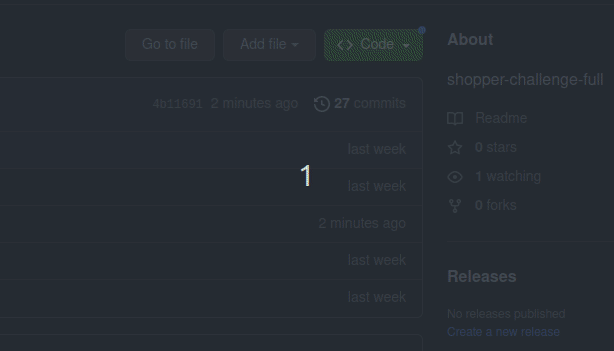 Go to file Add file <> Code
4b11691 2 minutes ago 27 commits
last week
last week
2 minutes ago
last week
last week
1
About
shopper-challenge-full
Readme
0 stars
1 watching
0 forks
Releases
No releases published
Create a new release